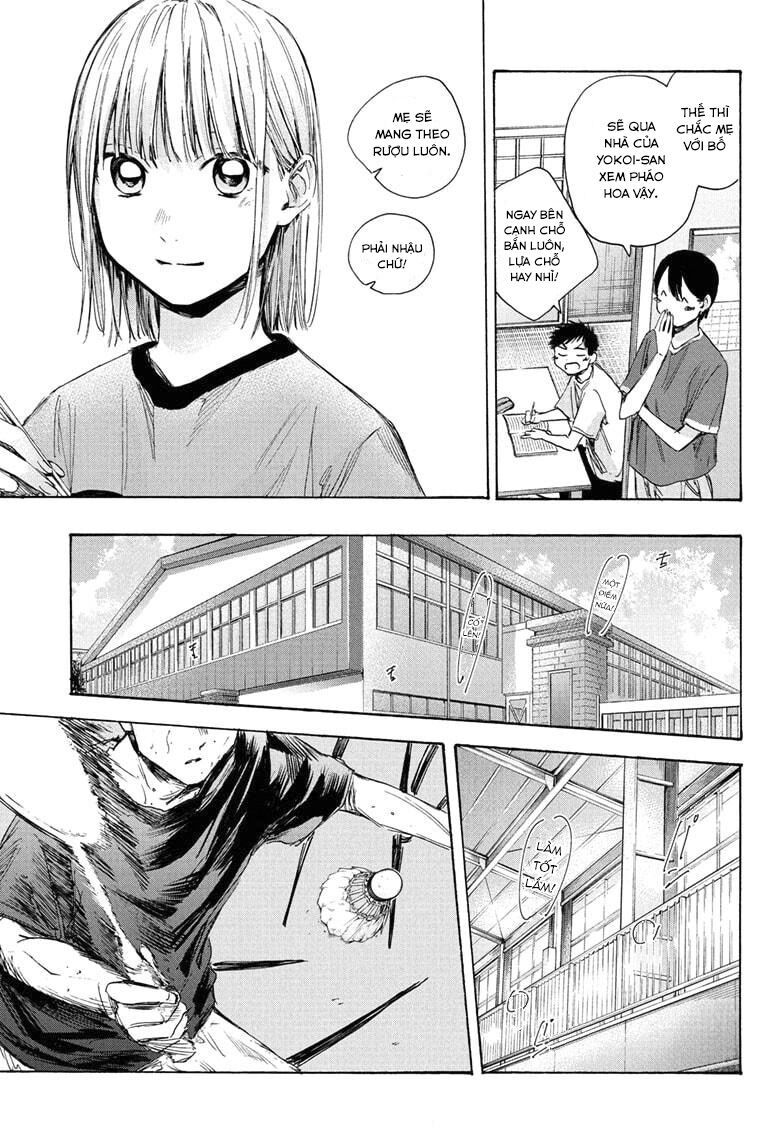 THẾ THÌ
CHẮC MẸ
VỚI BỐ
SẼ QUA
NHÀ CỦA
YOKOI-SAN
XEM PHÁO
HOA VẬY.
NGAY BÊN
CẠNH CHỖ
BẮN LUÔN,
LỰA CHỖ
HAY NHỈ!
MẸ SẼ
MANG THEO
RƯỢU LUÔN.
PHẢI NHẬU
CHỨ!
MỘT
ĐIỂM
NỮA!
CỐ
LÊN!
LÀM
TỐT
LẮM!